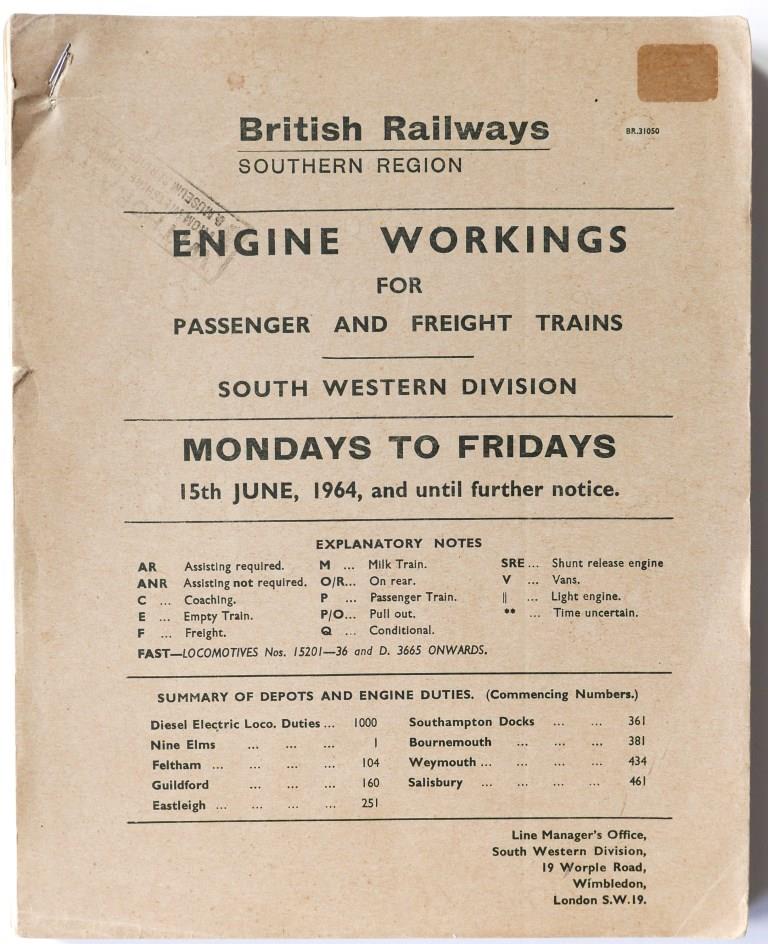 British Railways
BR.31050
SOUTHERN REGION
MUSEUM
ENGINE WORKINGS
FOR
PASSENGER AND FREIGHT TRAINS
SOUTH WESTERN DIVISION
MONDAYS TO FRIDAYS
15th JUNE, 1964, and until further notice.
EXPLANATORY NOTES
AR Assisting required. M ... Milk Train. SRE ... Shunt release engine
ANR Assisting not required. O/R... On rear. V ... Vans.
C ... Coaching. P ... Passenger Train. || ... Light engine.
E ... Empty Train. P/O... Pull out. ** ... Time uncertain.
F ... Freight. Q ... Conditional.
FAST—LOCOMOTIVES Nos. 15201—36 and D. 3665 ONWARDS.
SUMMARY OF DEPOTS AND ENGINE DUTIES. (Commencing Numbers.)
Diesel Electric Loco. Duties ... 1000 Southampton Docks ... ... 361
Nine Elms ... ... ... 1 Bournemouth ... ... ... 381
Feltham ... ... ... ... 104 Weymouth ... ... ... ... 434
Guildford ... ... ... 160 Salisbury ... ... ... ... 461
Eastleigh ... ... ... ... 251
Line Manager's Office,
South Western Division,
19 Worple Road,
Wimbledon,
London S.W.19.